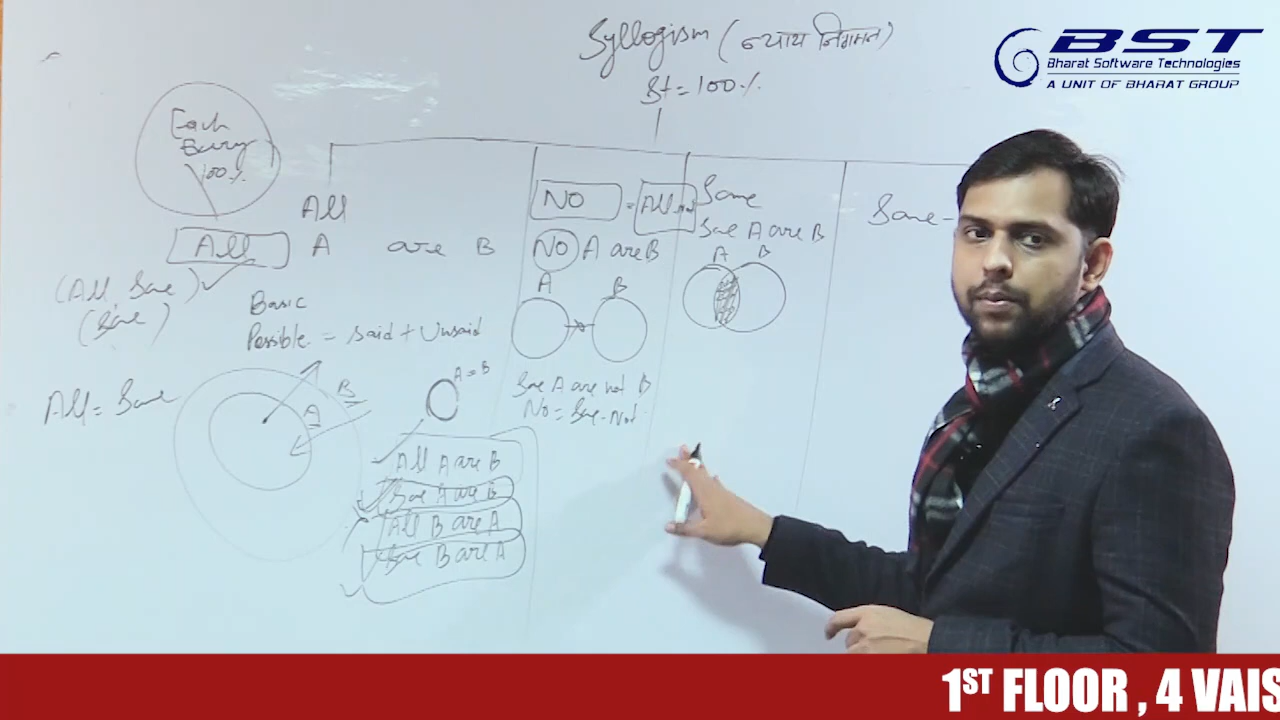 Syllogism (न्याय निगमन)
St = 100%
BST
Bharat Software Technologies
A UNIT OF BHARAT GROUP
Each
Every
100%
All
NO = All not
Some
Some-
All A are B
NO A are B
Some A are B
(All, Some)
(Some)
Basic
Possible = Said + Unsaid
A B
A B
All = Some
B
A
A = B
Some A are not B
No = Some-Not
All A are B
Some A are B
All B are A
Some B are A
1ST FLOOR , 4 VAIS